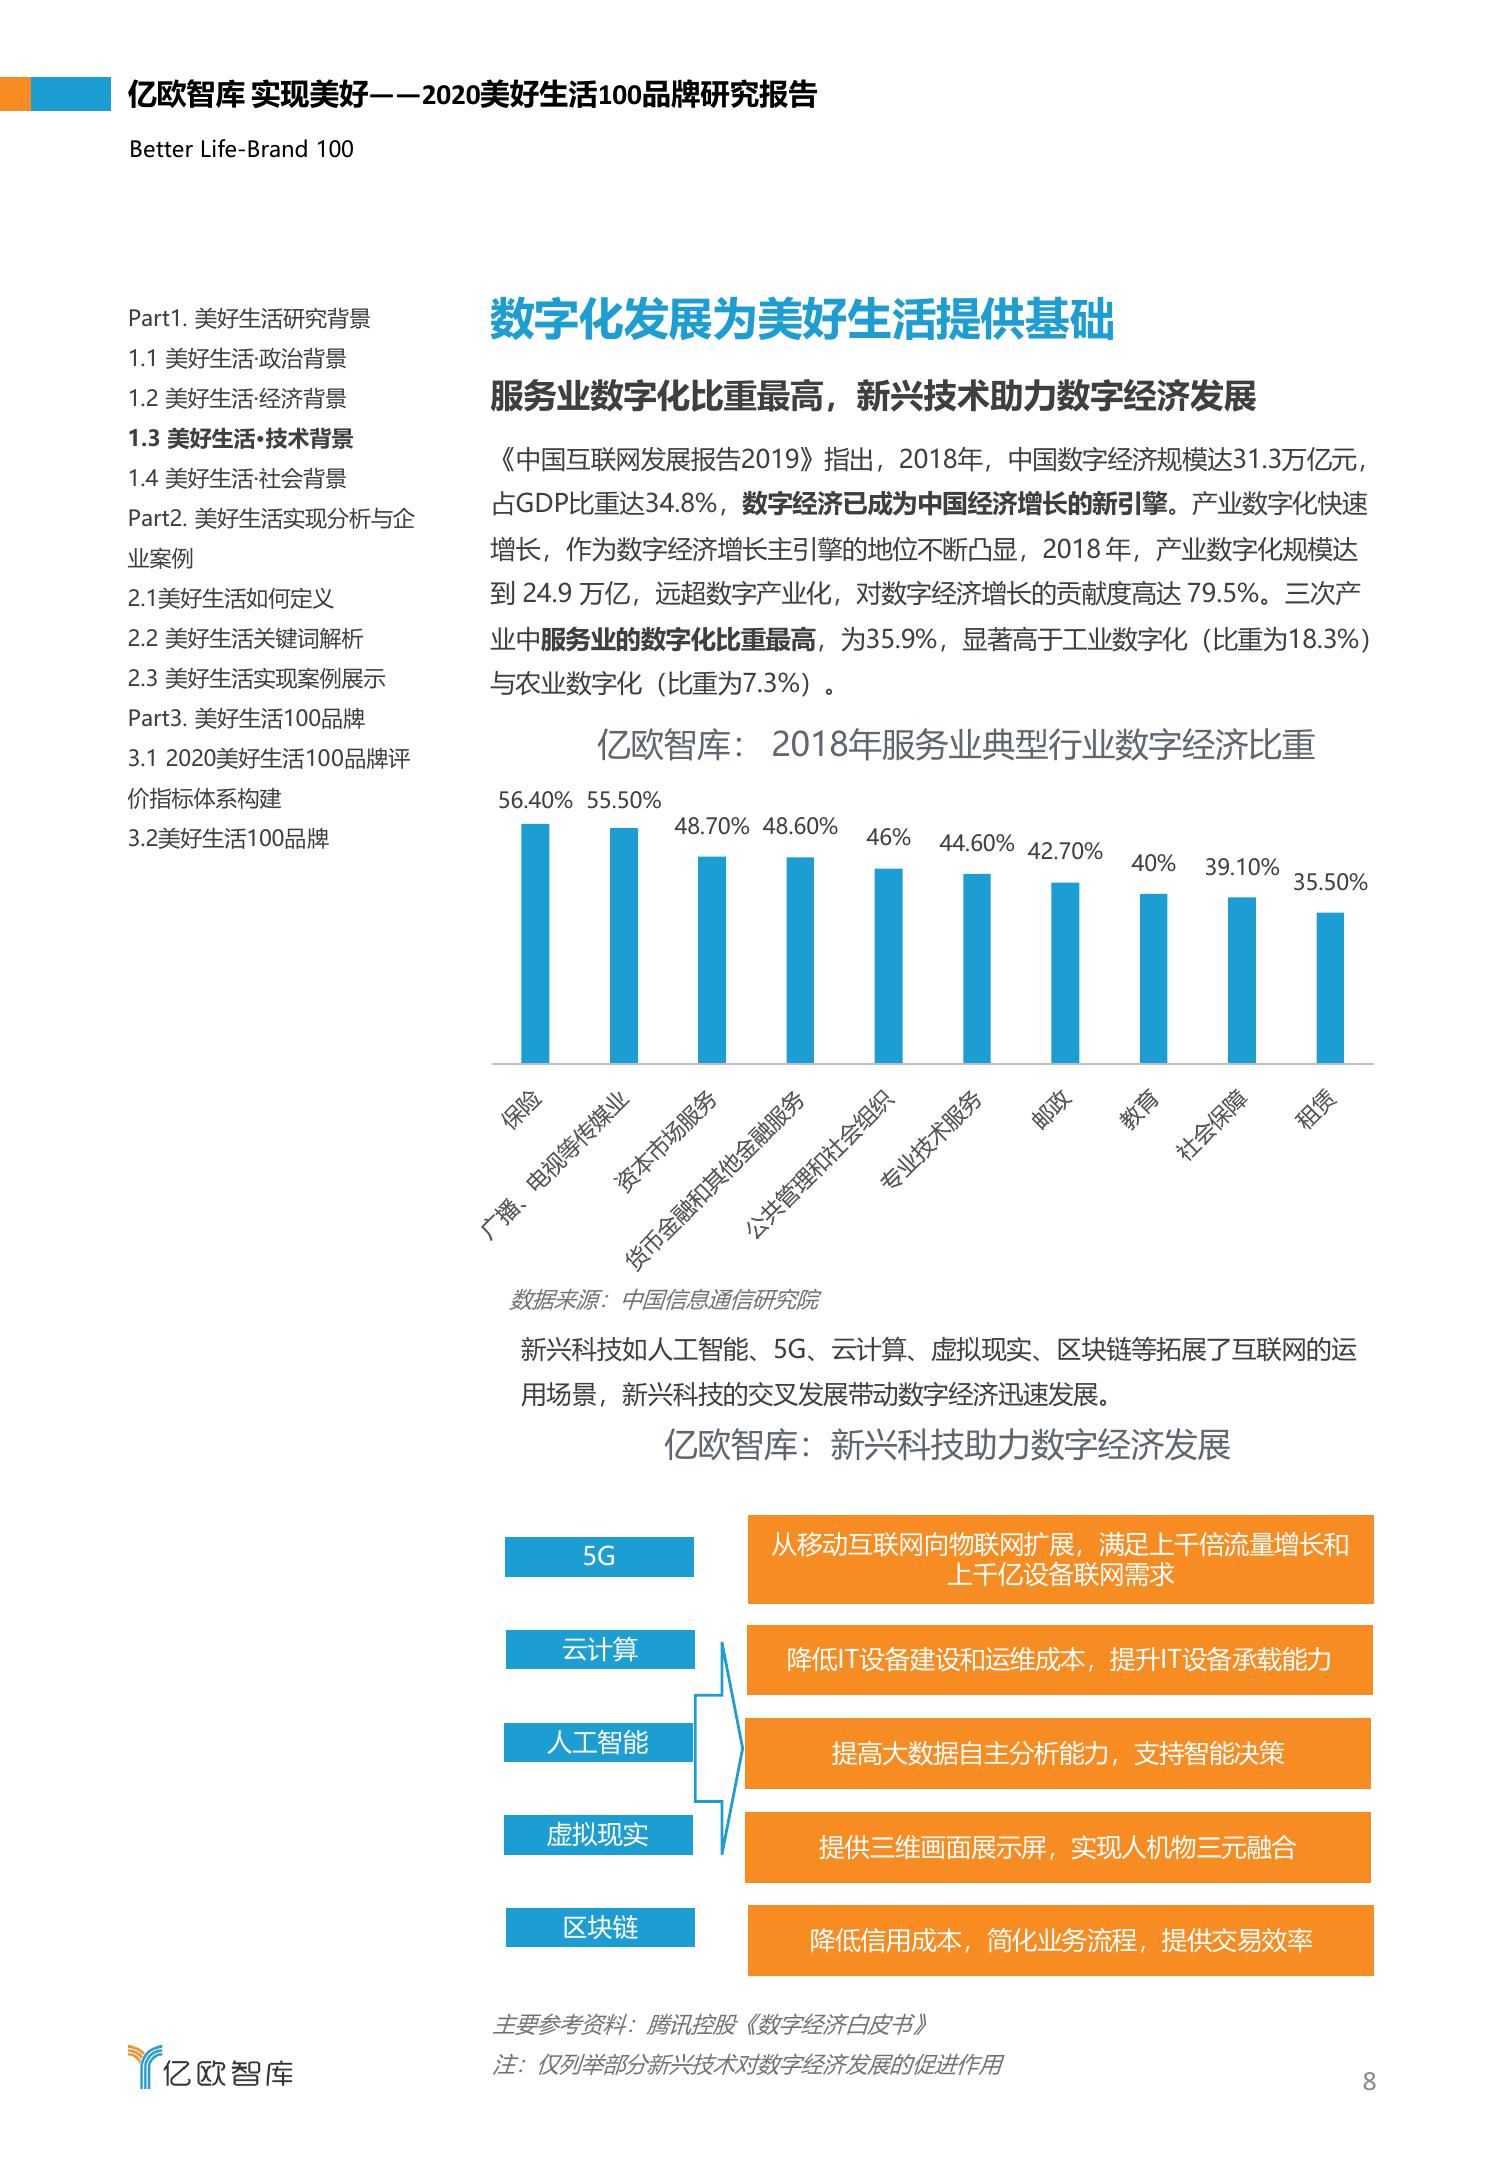 亿欧智库 实现美好——2020美好生活100品牌研究报告
Better Life-Brand 100
Part1. 美好生活研究背景
1.1 美好生活·政治背景
1.2 美好生活·经济背景
1.3 美好生活·技术背景
1.4 美好生活·社会背景
Part2. 美好生活实现分析与企
业案例
2.1美好生活如何定义
2.2 美好生活关键词解析
2.3 美好生活实现案例展示
Part3. 美好生活100品牌
3.1 2020美好生活100品牌评
价指标体系构建
3.2美好生活100品牌
数字化发展为美好生活提供基础
服务业数字化比重最高，新兴技术助力数字经济发展
《中国互联网发展报告2019》指出，2018年，中国数字经济规模达31.3万亿元，
占GDP比重达34.8%，数字经济已成为中国经济增长的新引擎。产业数字化快速
增长，作为数字经济增长主引擎的地位不断凸显，2018 年，产业数字化规模达
到 24.9 万亿，远超数字产业化，对数字经济增长的贡献度高达 79.5%。三次产
业中服务业的数字化比重最高，为35.9%，显著高于工业数字化（比重为18.3%）
与农业数字化（比重为7.3%）。
亿欧智库： 2018年服务业典型行业数字经济比重
56.40% 55.50% 48.70% 48.60% 46% 44.60% 42.70% 40% 39.10% 35.50%
保险 广播、电视等传媒业 资本市场服务 货币金融和其他金融服务 公共管理和社会组织 专业技术服务 邮政 教育 社会保障 租赁
数据来源：中国信息通信研究院
新兴科技如人工智能、5G、云计算、虚拟现实、区块链等拓展了互联网的运
用场景，新兴科技的交叉发展带动数字经济迅速发展。
亿欧智库：新兴科技助力数字经济发展
5G
从移动互联网向物联网扩展，满足上千倍流量增长和
上千亿设备联网需求
云计算
降低IT设备建设和运维成本，提升IT设备承载能力
人工智能
提高大数据自主分析能力，支持智能决策
虚拟现实
提供三维画面展示屏，实现人机物三元融合
区块链
降低信用成本，简化业务流程，提供交易效率
主要参考资料：腾讯控股《数字经济白皮书》
注：仅列举部分新兴技术对数字经济发展的促进作用
亿欧智库
8